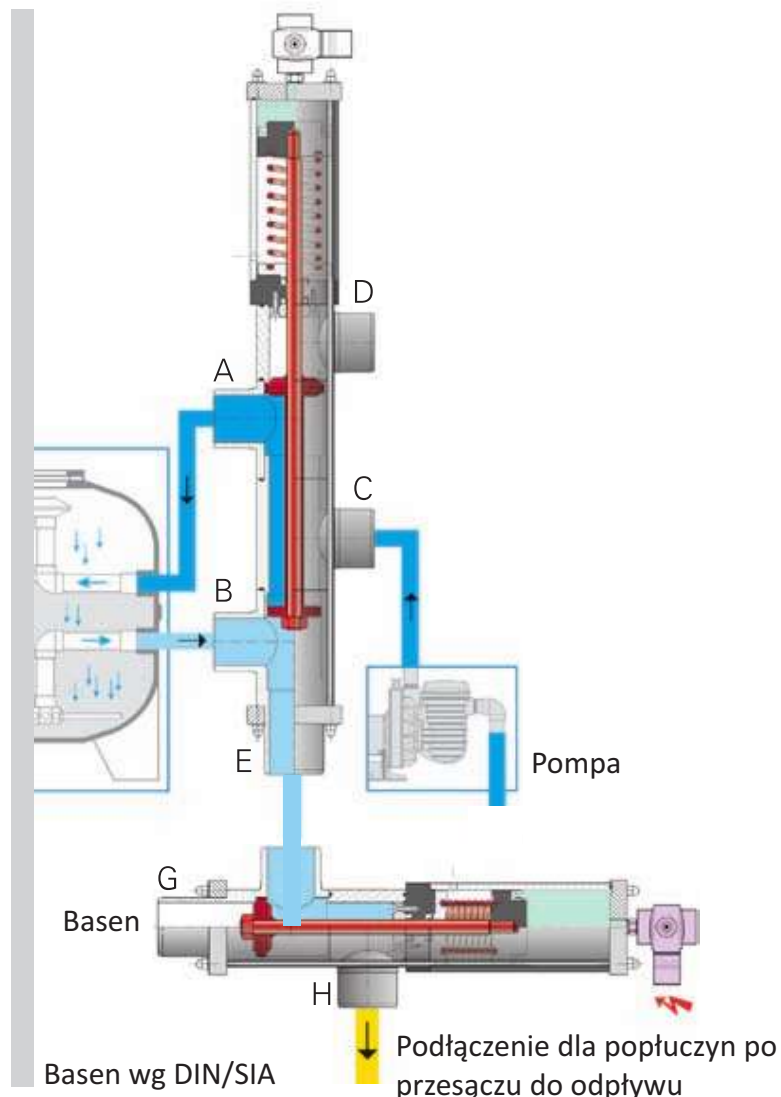 D
A
C
B
E
Pompa
G
Basen
H
Podłączenie dla popłuczyn po
przesączu do odpływu
Basen wg DIN/SIA